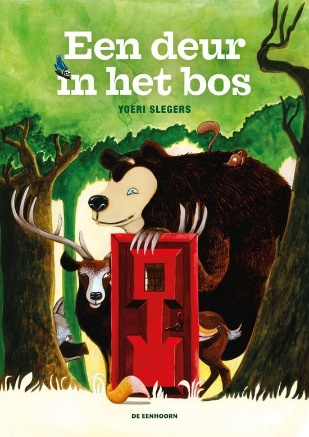 Een deur
in het bos
YOERI SLEGERS
DE EENHOORN